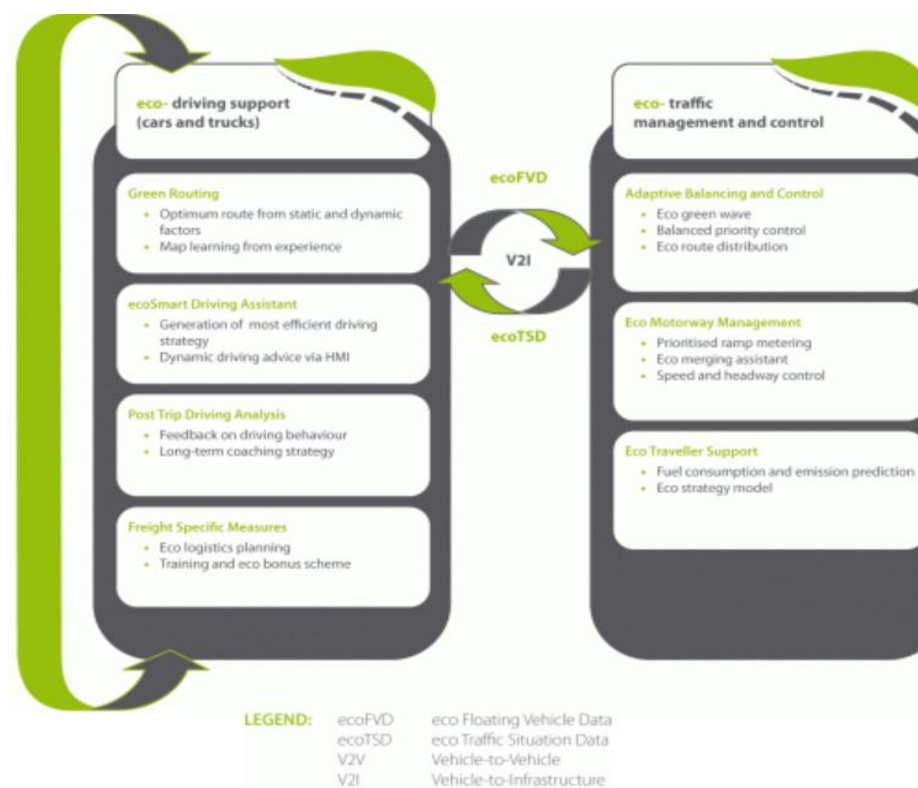 eco- driving support
(cars and trucks)
Green Routing
• Optimum route from static and dynamic
factors
• Map learning from experience
ecoSmart Driving Assistant
• Generation of most efficient driving
strategy
• Dynamic driving advice via HMI
Post Trip Driving Analysis
• Feedback on driving behaviour
• Long-term coaching strategy
Freight Specific Measures
• Eco logistics planning
• Training and eco bonus scheme
ecoFVD
V2I
ecoTSD
eco- traffic
management and control
Adaptive Balancing and Control
• Eco green wave
• Balanced priority control
• Eco route distribution
Eco Motorway Management
• Prioritised ramp metering
• Eco merging assistant
• Speed and headway control
Eco Traveller Support
• Fuel consumption and emission prediction
• Eco strategy model
LEGEND: ecoFVD eco Floating Vehicle Data
ecoTSD eco Traffic Situation Data
V2V Vehicle-to-Vehicle
V2I Vehicle-to-Infrastructure